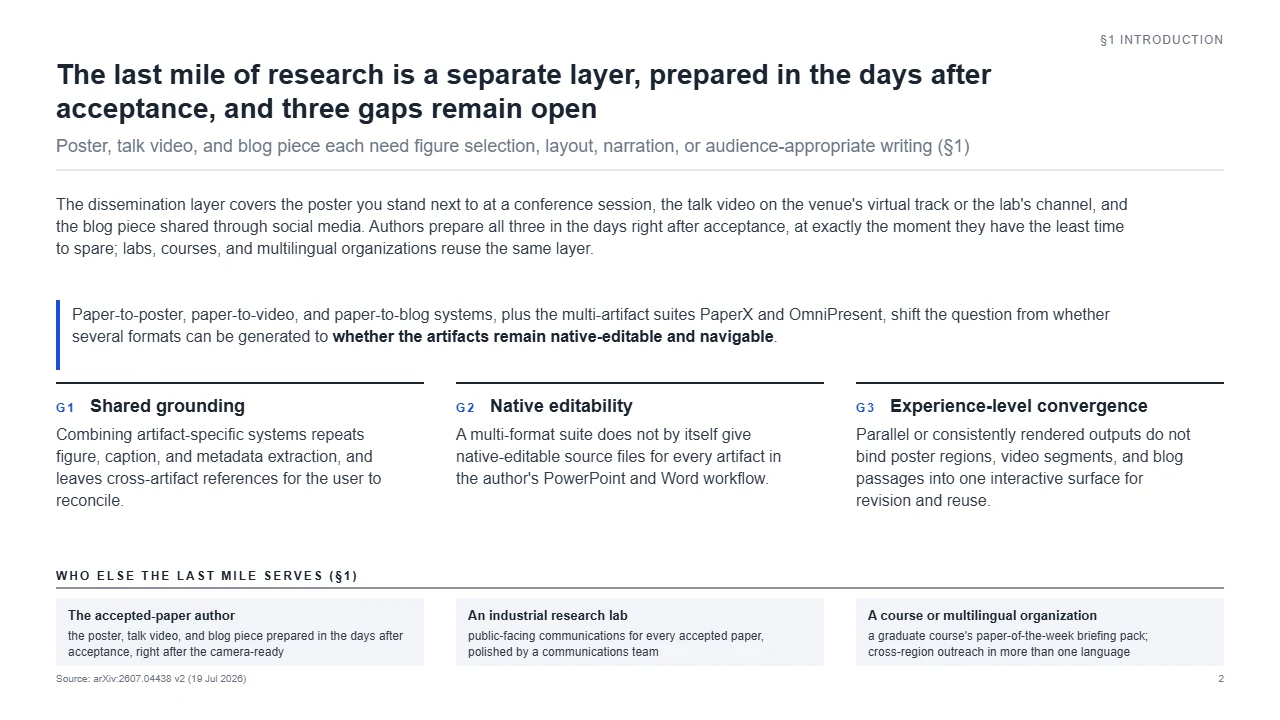 §1 INTRODUCTION
The last mile of research is a separate layer, prepared in the days after
acceptance, and three gaps remain open
Poster, talk video, and blog piece each need figure selection, layout, narration, or audience-appropriate writing (§1)
The dissemination layer covers the poster you stand next to at a conference session, the talk video on the venue's virtual track or the lab's channel, and
the blog piece shared through social media. Authors prepare all three in the days right after acceptance, at exactly the moment they have the least time
to spare; labs, courses, and multilingual organizations reuse the same layer.
Paper-to-poster, paper-to-video, and paper-to-blog systems, plus the multi-artifact suites PaperX and OmniPresent, shift the question from whether
several formats can be generated to whether the artifacts remain native-editable and navigable.
G1 Shared grounding
Combining artifact-specific systems repeats
figure, caption, and metadata extraction, and
leaves cross-artifact references for the user to
reconcile.
G2 Native editability
A multi-format suite does not by itself give
native-editable source files for every artifact in
the author's PowerPoint and Word workflow.
G3 Experience-level convergence
Parallel or consistently rendered outputs do not
bind poster regions, video segments, and blog
passages into one interactive surface for
revision and reuse.
WHO ELSE THE LAST MILE SERVES (§1)
The accepted-paper author
the poster, talk video, and blog piece prepared in the days after
acceptance, right after the camera-ready
An industrial research lab
public-facing communications for every accepted paper,
polished by a communications team
A course or multilingual organization
a graduate course's paper-of-the-week briefing pack;
cross-region outreach in more than one language
Source: arXiv:2607.04438 v2 (19 Jul 2026)
2